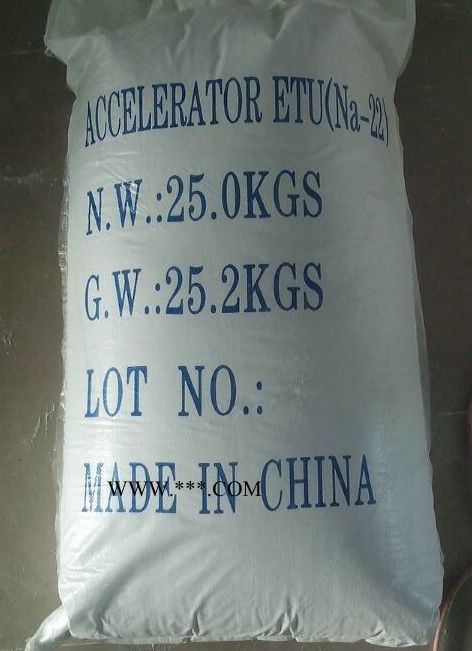 ACCELERATOR ETU(Na-22)
N.W.:25.0KGS
G.W.:25.2KGS
LOT NO.:
MADE IN CHINA
WWW.***.COM